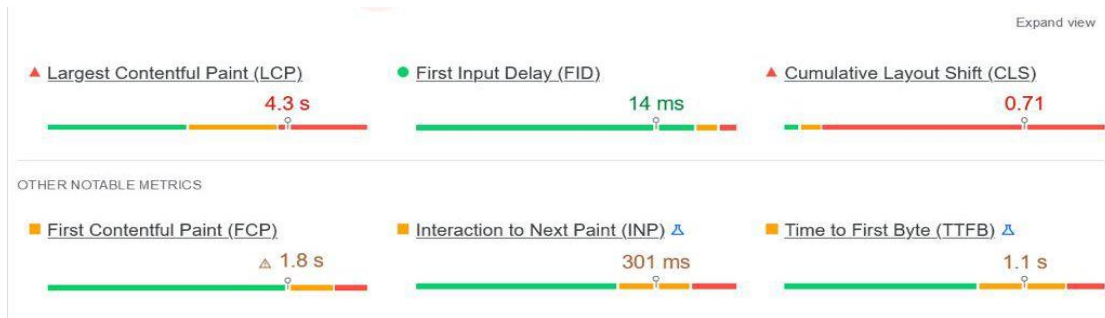 Expand view
Largest Contentful Paint (LCP)
4.3 s
First Input Delay (FID)
14 ms
Cumulative Layout Shift (CLS)
0.71
OTHER NOTABLE METRICS
First Contentful Paint (FCP)
1.8 s
Interaction to Next Paint (INP)
301 ms
Time to First Byte (TTFB)
1.1 s